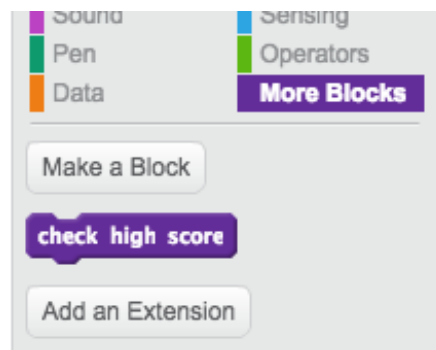 Sound Sensing
Pen Operators
Data More Blocks
Make a Block
check high score
Add an Extension